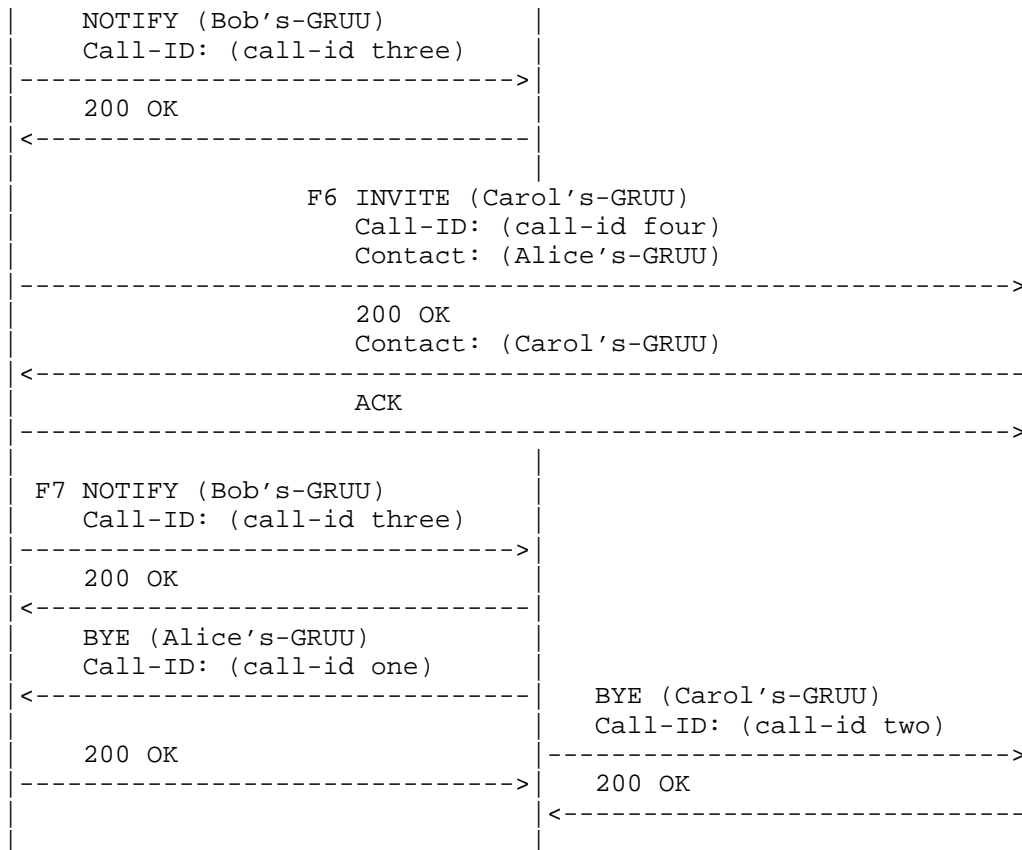 NOTIFY (Bob's-GRUU)
Call-ID: (call-id three)
200 OK
F6 INVITE (Carol's-GRUU)
Call-ID: (call-id four)
Contact: (Alice's-GRUU)
200 OK
Contact: (Carol's-GRUU)
ACK
F7 NOTIFY (Bob's-GRUU)
Call-ID: (call-id three)
200 OK
BYE (Alice's-GRUU)
Call-ID: (call-id one)
BYE (Carol's-GRUU)
Call-ID: (call-id two)
200 OK
200 OK